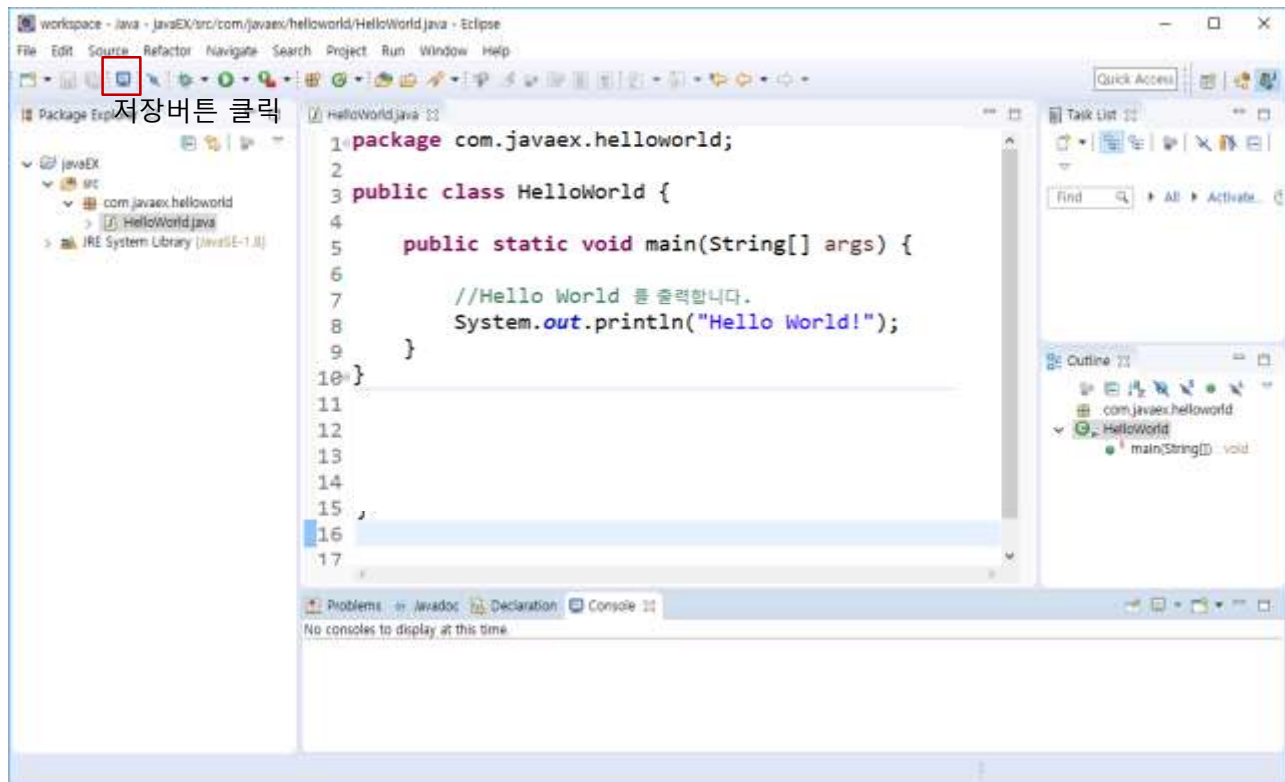 workspace - Java - javaEX/src/com/javaex/helloworld/HelloWorld.java - Eclipse
File Edit Source Refactor Navigate Search Project Run Window Help
Quick Access
저장버튼 클릭
Package Explorer
javaEX
src
com.javaex.helloworld
HelloWorld.java
JRE System Library [JavaSE-1.8]
HelloWorld.java
1 package com.javaex.helloworld;
2
3 public class HelloWorld {
4
5 public static void main(String[] args) {
6
7 //Hello World 를 출력합니다.
8 System.out.println("Hello World!");
9 }
10 }
11
12
13
14
15
16
17
Task List
Find All Activate...
Outline
com.javaex.helloworld
HelloWorld
main(String[]) : void
Problems Javadoc Declaration Console
No consoles to display at this time.